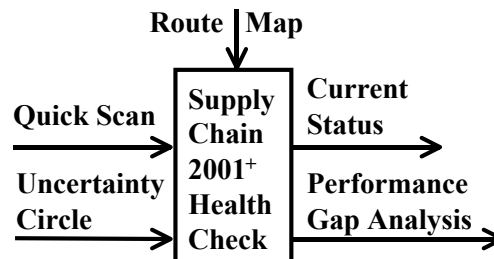 Route Map
Quick Scan
Uncertainty
Circle
Supply
Chain
2001⁺
Health
Check
Current
Status
Performance
Gap Analysis